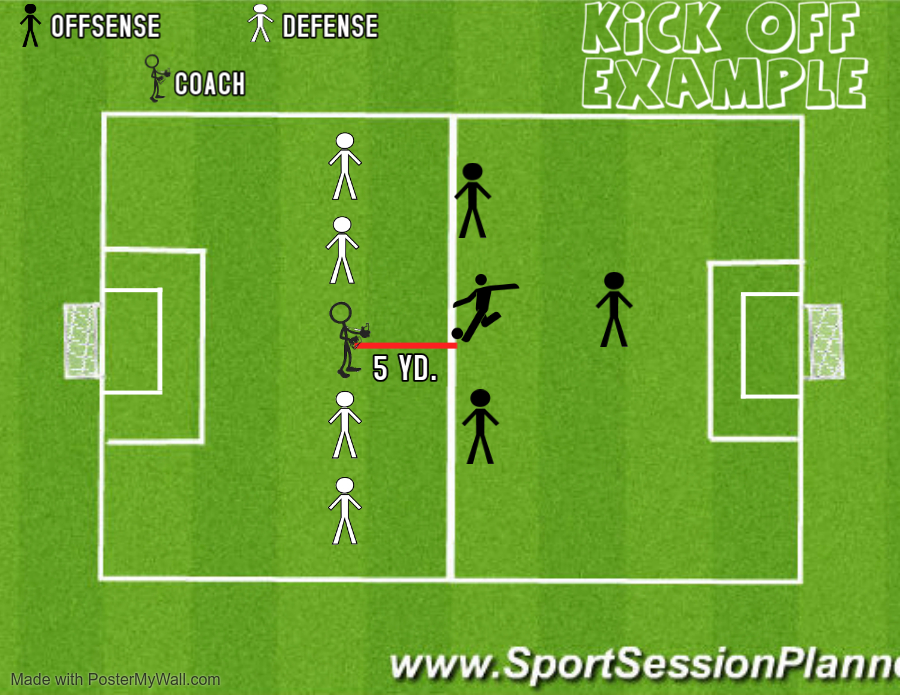 OFFSENSE
DEFENSE
KICK OFF
EXAMPLE
COACH
5 YD.
www.SportSessionPlanne
Made with PosterMyWall.com